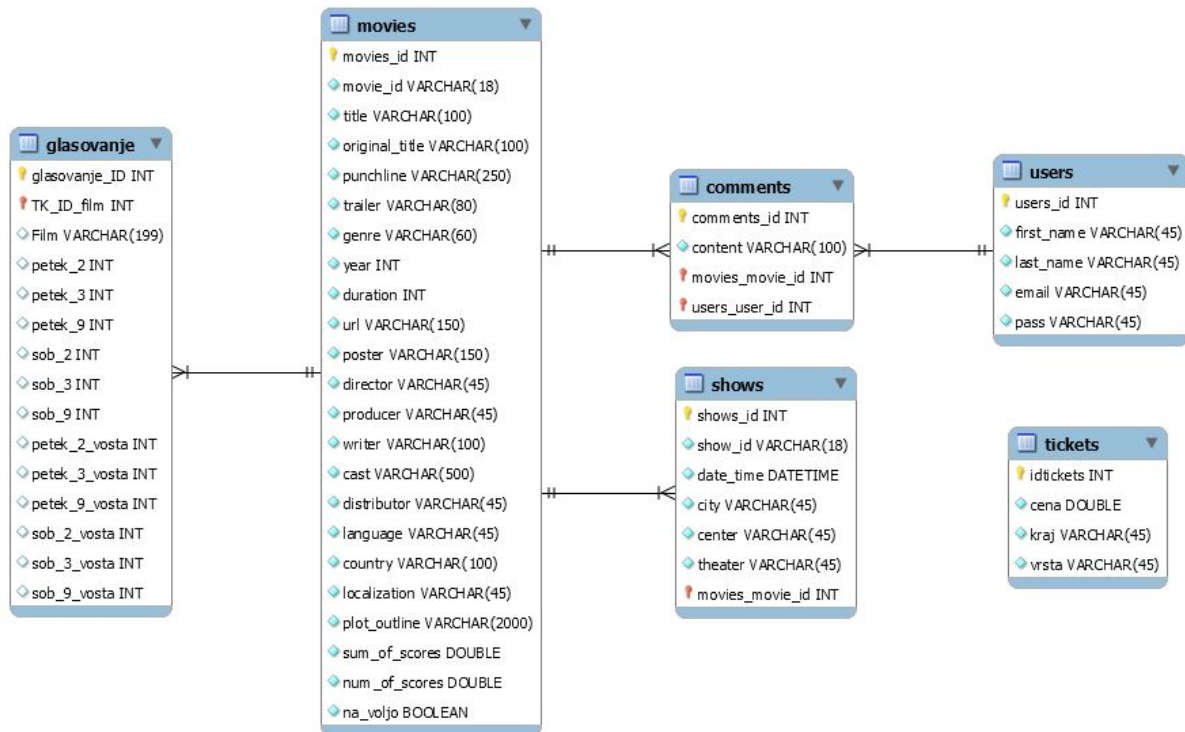 glasovanje
glasovanje_ID INT
TK_ID_film INT
Film VARCHAR(199)
petek_2 INT
petek_3 INT
petek_9 INT
sob_2 INT
sob_3 INT
sob_9 INT
petek_2_vosta INT
petek_3_vosta INT
petek_9_vosta INT
sob_2_vosta INT
sob_3_vosta INT
sob_9_vosta INT
movies
movies_id INT
movie_id VARCHAR(18)
title VARCHAR(100)
original_title VARCHAR(100)
punchline VARCHAR(250)
trailer VARCHAR(80)
genre VARCHAR(60)
year INT
duration INT
url VARCHAR(150)
poster VARCHAR(150)
director VARCHAR(45)
producer VARCHAR(45)
writer VARCHAR(100)
cast VARCHAR(500)
distributor VARCHAR(45)
language VARCHAR(45)
country VARCHAR(100)
localization VARCHAR(45)
plot_outline VARCHAR(2000)
sum_of_scores DOUBLE
num_of_scores DOUBLE
na_voljo BOOLEAN
comments
comments_id INT
content VARCHAR(100)
movies_movie_id INT
users_user_id INT
shows
shows_id INT
show_id VARCHAR(18)
date_time DATETIME
city VARCHAR(45)
center VARCHAR(45)
theater VARCHAR(45)
movies_movie_id INT
users
users_id INT
first_name VARCHAR(45)
last_name VARCHAR(45)
email VARCHAR(45)
pass VARCHAR(45)
tickets
idtickets INT
cena DOUBLE
kraj VARCHAR(45)
vrsta VARCHAR(45)